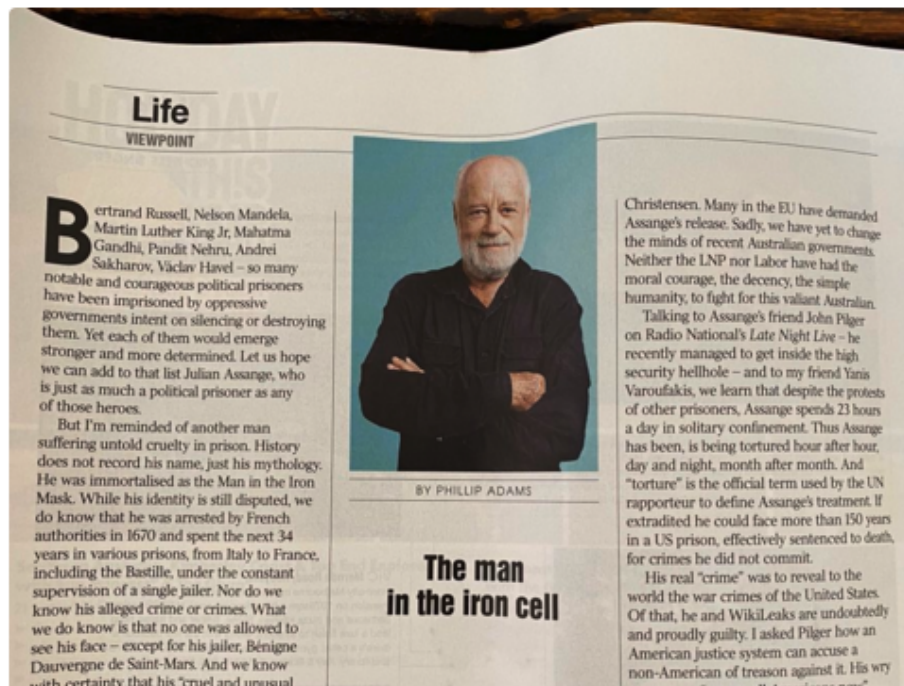 Life
VIEWPOINT
Bertrand Russell, Nelson Mandela,
Martin Luther King Jr, Mahatma
Gandhi, Pandit Nehru, Andrei
Sakharov, Václav Havel – so many
notable and courageous political prisoners
have been imprisoned by oppressive
governments intent on silencing or destroying
them. Yet each of them would emerge
stronger and more determined. Let us hope
we can add to that list Julian Assange, who
is just as much a political prisoner as any
of those heroes.
But I'm reminded of another man
suffering untold cruelty in prison. History
does not record his name, just his mythology.
He was immortalised as the Man in the Iron
Mask. While his identity is still disputed, we
do know that he was arrested by French
authorities in 1670 and spent the next 34
years in various prisons, from Italy to France,
including the Bastille, under the constant
supervision of a single jailer. Nor do we
know his alleged crime or crimes. What
we do know is that no one was allowed to
see his face – except for his jailer, Bénigne
Dauvergne de Saint-Mars. And we know
with certainty that his "cruel and unusual
BY PHILLIP ADAMS
The man
in the iron cell
Christensen. Many in the EU have demanded
Assange's release. Sadly, we have yet to change
the minds of recent Australian governments.
Neither the LNP nor Labor have had the
moral courage, the decency, the simple
humanity, to fight for this valiant Australian.
Talking to Assange's friend John Pilger
on Radio National's Late Night Live – he
recently managed to get inside the high
security hellhole – and to my friend Yanis
Varoufakis, we learn that despite the protests
of other prisoners, Assange spends 23 hours
a day in solitary confinement. Thus Assange
has been, is being tortured hour after hour,
day and night, month after month. And
"torture" is the official term used by the UN
rapporteur to define Assange's treatment. If
extradited he could face more than 150 years
in a US prison, effectively sentenced to death,
for crimes he did not commit.
His real "crime" was to reveal to the
world the war crimes of the United States.
Of that, he and WikiLeaks are undoubtedly
and proudly guilty. I asked Pilger how an
American justice system can accuse a
non-American of treason against it. His wry